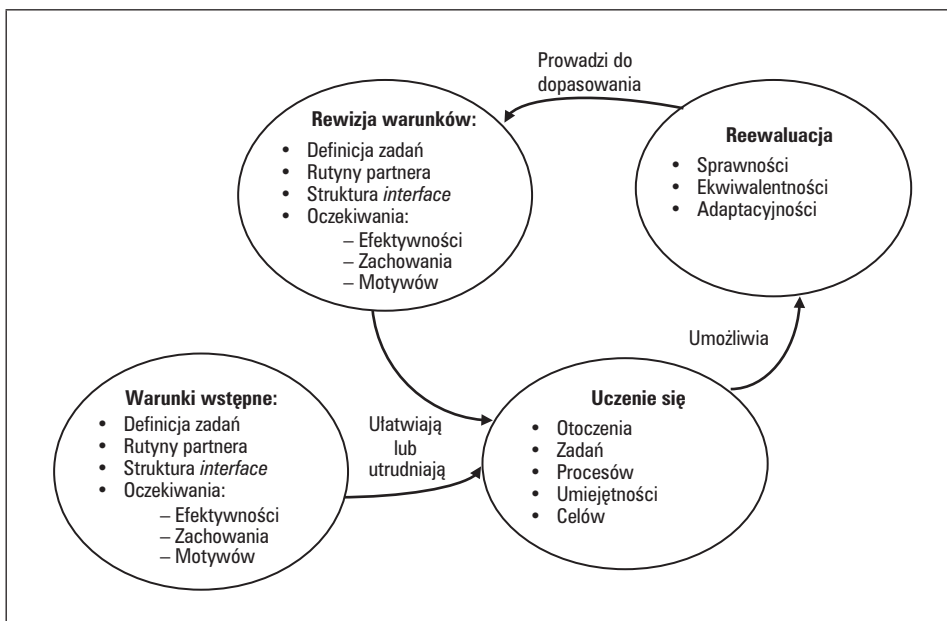 Prowadzi do
dopasowania
Rewizja warunków:
• Definicja zadań
• Rutyny partnera
• Struktura interface
• Oczekiwania:
– Efektywności
– Zachowania
– Motywów
Reewaluacja
• Sprawności
• Ekwiwalentności
• Adaptacyjności
Umożliwia
Warunki wstępne:
• Definicja zadań
• Rutyny partnera
• Struktura interface
• Oczekiwania:
– Efektywności
– Zachowania
– Motywów
Ułatwiają
lub
utrudniają
Uczenie się
• Otoczenia
• Zadań
• Procesów
• Umiejętności
• Celów